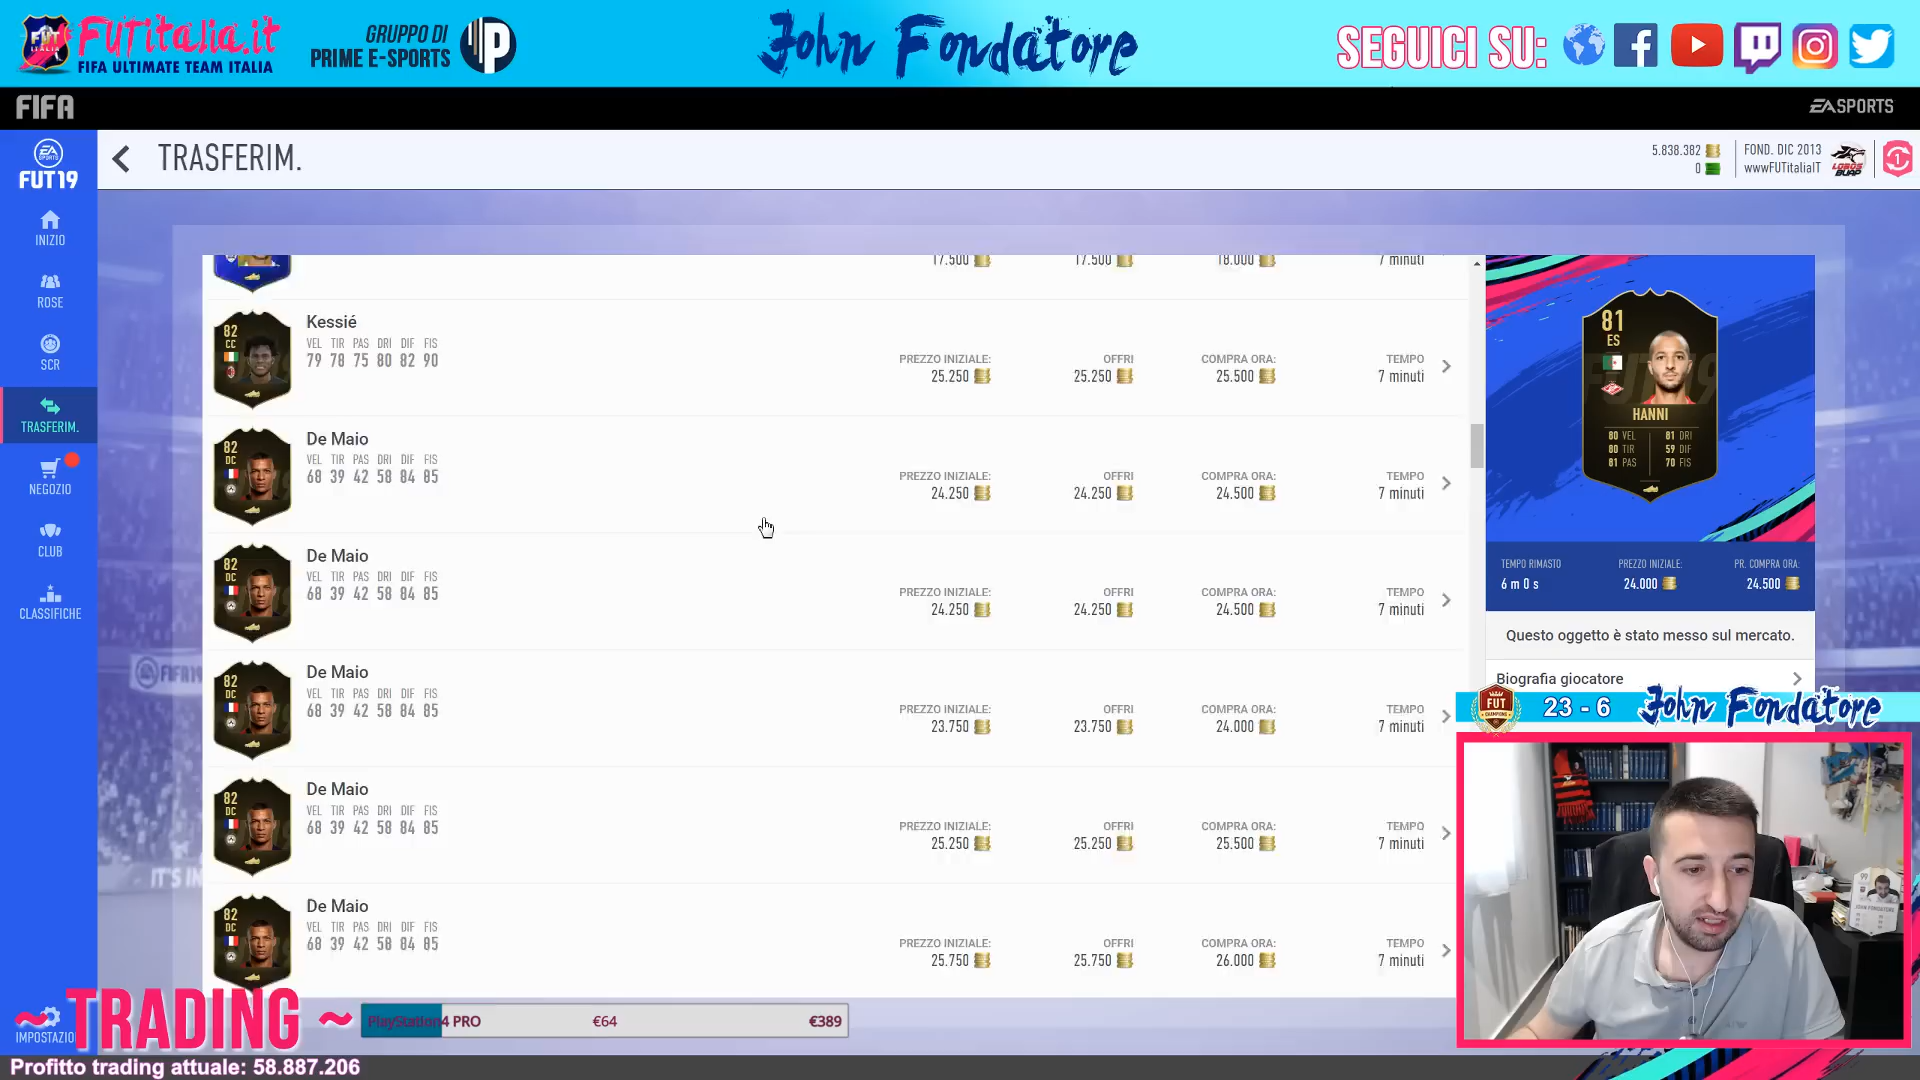 FUTitalia.it
FIFA ULTIMATE TEAM ITALIA
GRUPPO DI
PRIME E-SPORTS
John Fondatore
SEGUICI SU:
FIFA
EA SPORTS
EA SPORTS
FUT19
TRASFERIM.
5.838.382
0
FOND. DIC 2013
wwwFUTitaliaIT
1
INIZIO
ROSE
SCR
TRASFERIM.
NEGOZIO
CLUB
CLASSIFICHE
17.500 17.500 18.000 7 minuti
82 CC
Kessié
VEL TIR PAS DRI DIF FIS
79 78 75 80 82 90
PREZZO INIZIALE: OFFRI COMPRA ORA: TEMPO
25.250 25.250 25.500 7 minuti
82 DC
De Maio
VEL TIR PAS DRI DIF FIS
68 39 42 58 84 85
PREZZO INIZIALE: OFFRI COMPRA ORA: TEMPO
24.250 24.250 24.500 7 minuti
82 DC
De Maio
VEL TIR PAS DRI DIF FIS
68 39 42 58 84 85
PREZZO INIZIALE: OFFRI COMPRA ORA: TEMPO
24.250 24.250 24.500 7 minuti
82 DC
De Maio
VEL TIR PAS DRI DIF FIS
68 39 42 58 84 85
PREZZO INIZIALE: OFFRI COMPRA ORA: TEMPO
23.750 23.750 24.000 7 minuti
82 DC
De Maio
VEL TIR PAS DRI DIF FIS
68 39 42 58 84 85
PREZZO INIZIALE: OFFRI COMPRA ORA: TEMPO
25.250 25.250 25.500 7 minuti
82 DC
De Maio
VEL TIR PAS DRI DIF FIS
68 39 42 58 84 85
PREZZO INIZIALE: OFFRI COMPRA ORA: TEMPO
25.750 25.750 26.000 7 minuti
81
ES
HANNI
80 VEL 81 DRI
80 TIR 59 DIF
81 PAS 70 FIS
TEMPO RIMASTO PREZZO INIZIALE: PR. COMPRA ORA:
6 m 0 s 24.000 24.500
Questo oggetto è stato messo sul mercato.
Biografia giocatore
FUT
CHAMPIONS
23 - 6
John Fondatore
IMPOSTAZIO
~ TRADING ~
PlayStation4 PRO €64 €389
Profitto trading attuale: 58.887.206